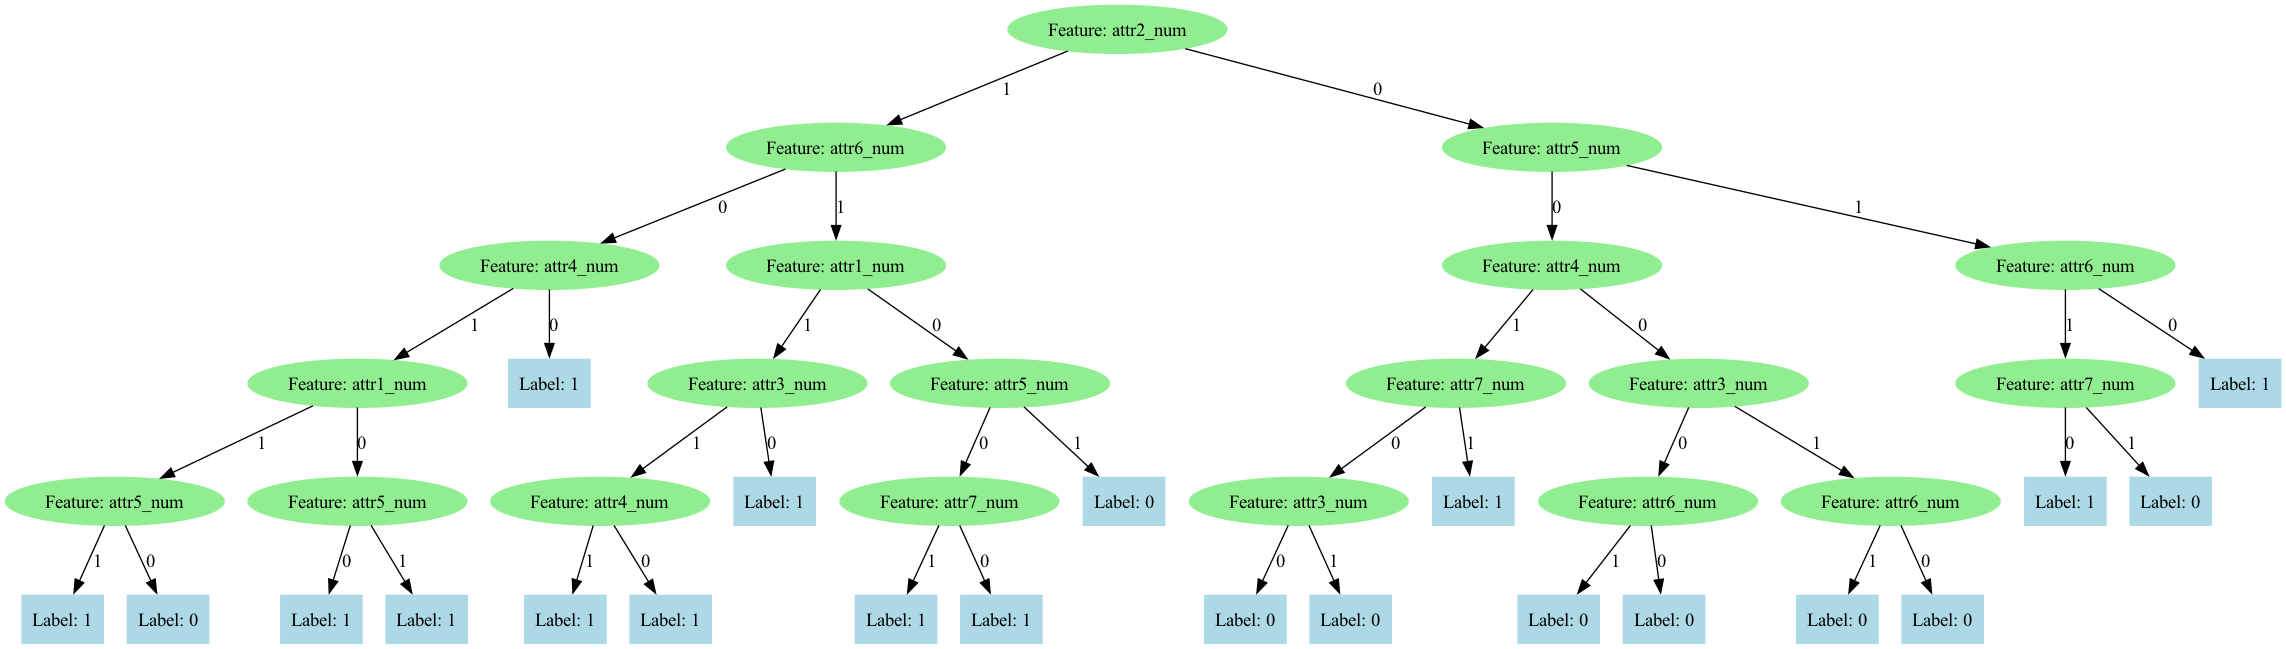 Feature: attr2_num
1
0
Feature: attr6_num
Feature: attr5_num
0
1
0
1
Feature: attr4_num
Feature: attr1_num
Feature: attr4_num
Feature: attr6_num
1
0
1
0
1
0
1
0
Feature: attr1_num
Label: 1
Feature: attr3_num
Feature: attr5_num
Feature: attr7_num
Feature: attr3_num
Feature: attr7_num
Label: 1
1
0
1
0
0
1
0
1
0
1
0
1
Feature: attr5_num
Feature: attr5_num
Feature: attr4_num
Label: 1
Feature: attr7_num
Label: 0
Feature: attr3_num
Label: 1
Feature: attr6_num
Feature: attr6_num
Label: 1
Label: 0
1
0
0
1
1
0
1
0
0
1
1
0
1
0
Label: 1
Label: 0
Label: 1
Label: 1
Label: 1
Label: 1
Label: 1
Label: 1
Label: 0
Label: 0
Label: 0
Label: 0
Label: 0
Label: 0